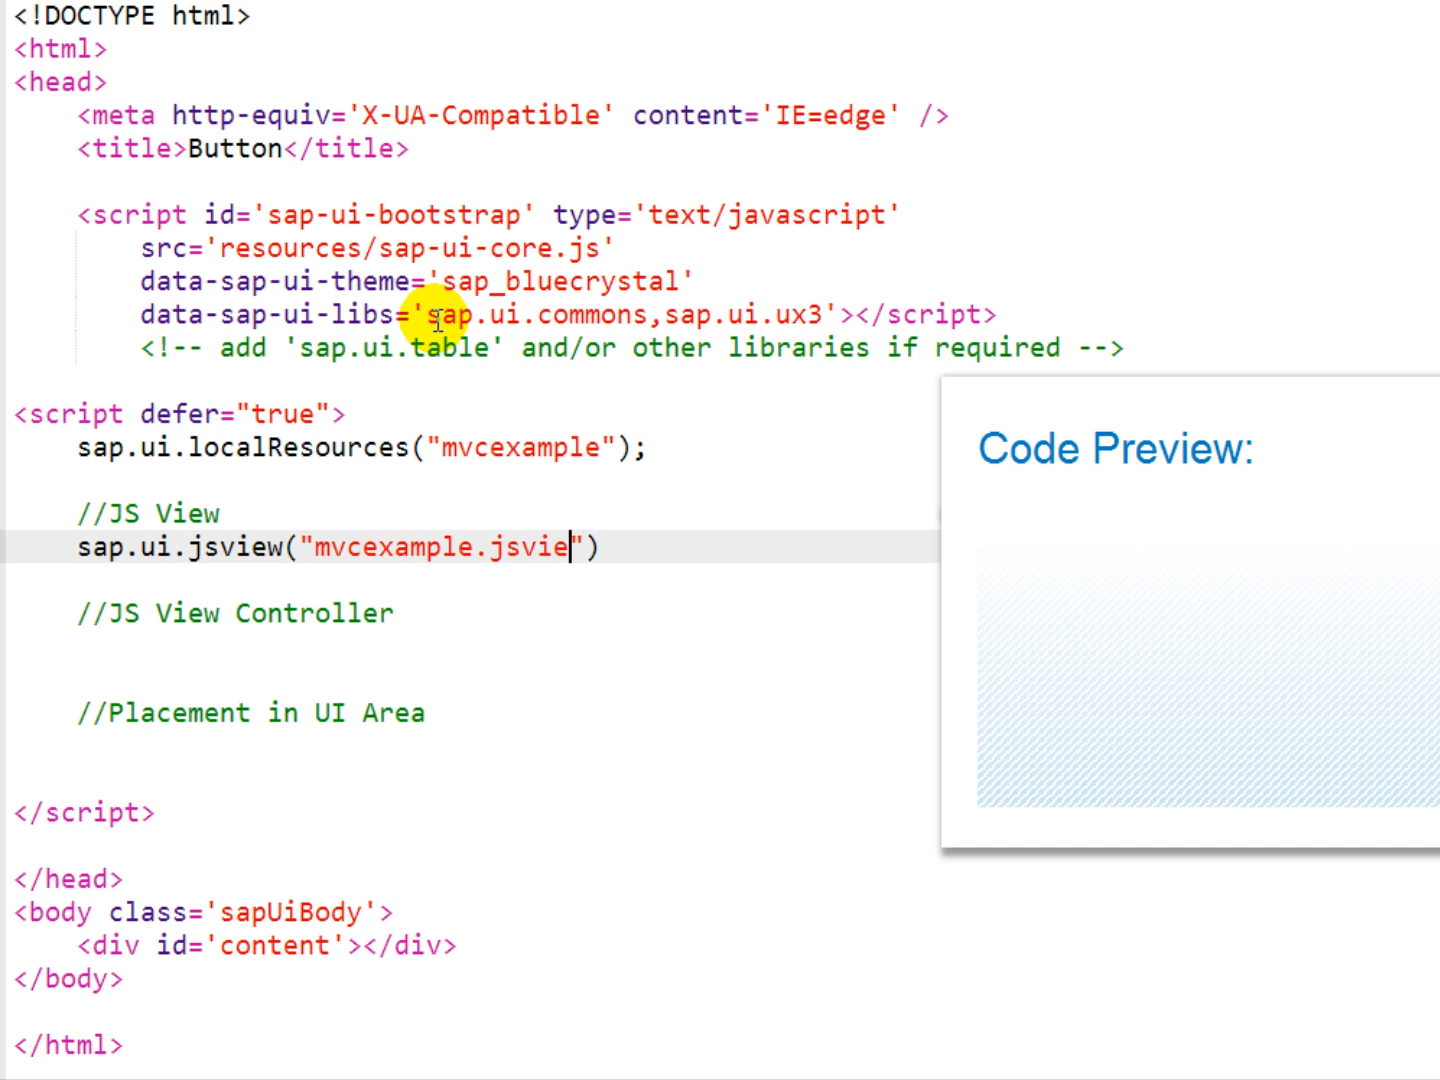 <!DOCTYPE html>
<html>
<head>
    <meta http-equiv='X-UA-Compatible' content='IE=edge' />
    <title>Button</title>
    <script id='sap-ui-bootstrap' type='text/javascript'
        src='resources/sap-ui-core.js'
        data-sap-ui-theme='sap_bluecrystal'
        data-sap-ui-libs='sap.ui.commons,sap.ui.ux3'></script>
        <!-- add 'sap.ui.table' and/or other libraries if required -->
<script defer="true">
    sap.ui.localResources("mvcexample");
    //JS View
    sap.ui.jsview("mvcexample.jsvie")
    //JS View Controller
    //Placement in UI Area
</script>
</head>
<body class='sapUiBody'>
    <div id='content'></div>
</body>
</html>
Code Preview: